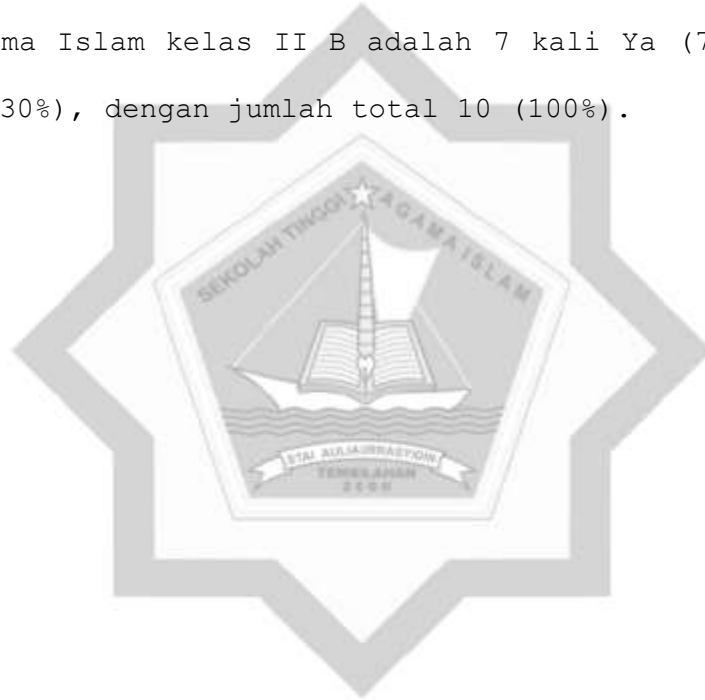 ma Islam kelas II B adalah 7 kali Ya (7
30%), dengan jumlah total 10 (100%).
SEKOLAH TINGGI AGAMA ISLAM
STAI AULIAURRASYIDIN
TEMBILAHAN